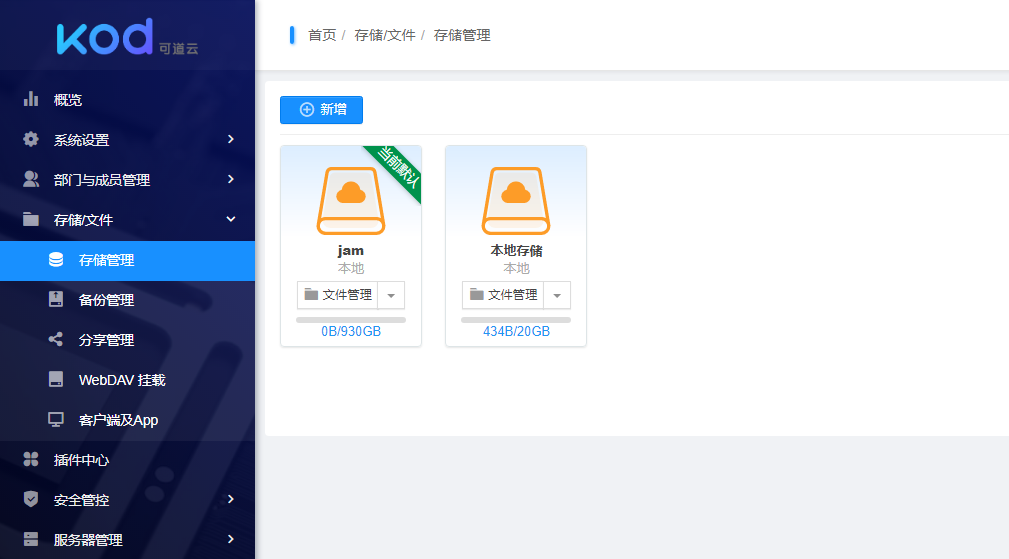 kod 可道云
首页 / 存储/文件 / 存储管理
概览
系统设置
部门与成员管理
存储/文件
存储管理
备份管理
分享管理
WebDAV 挂载
客户端及App
插件中心
安全管控
服务器管理
新增
当前默认
jam
本地
文件管理
0B/930GB
本地存储
本地
文件管理
434B/20GB